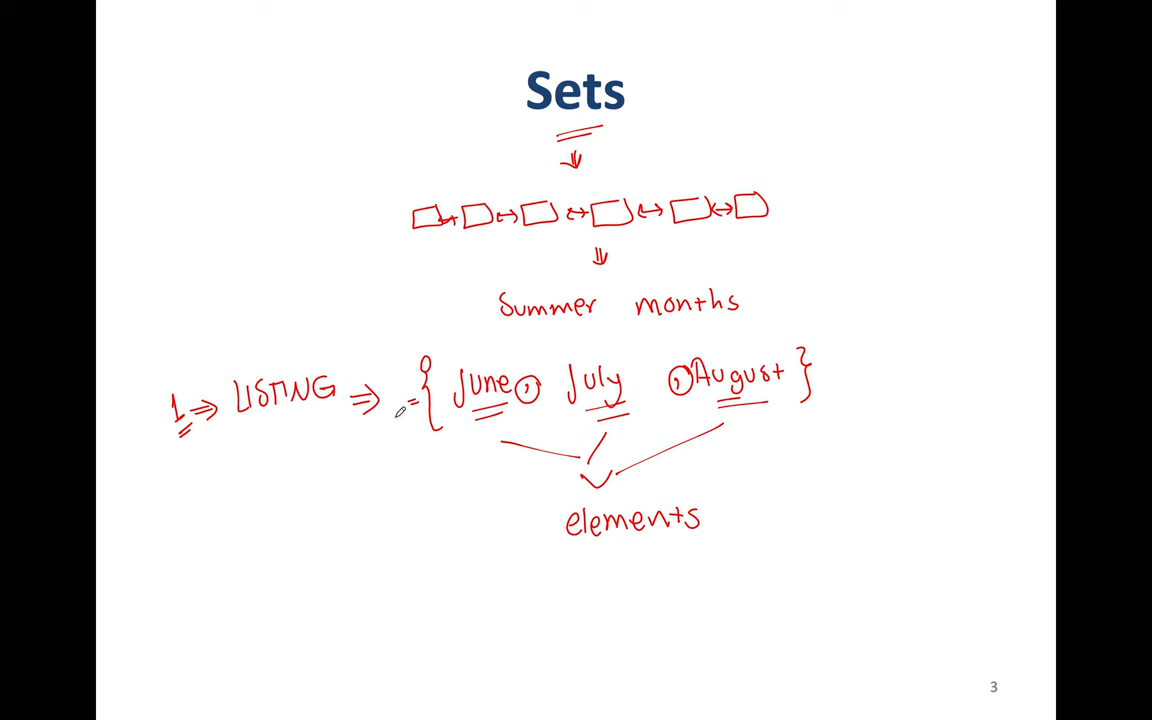 Sets
Summer months
1 ⇒ LISTING ⇒ = { June, July , August }
elements
3